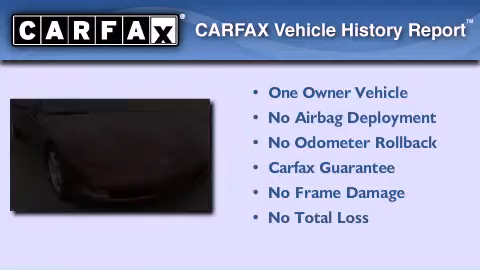 CARFAX®
CARFAX Vehicle History Report™
• One Owner Vehicle
• No Airbag Deployment
• No Odometer Rollback
• Carfax Guarantee
• No Frame Damage
• No Total Loss